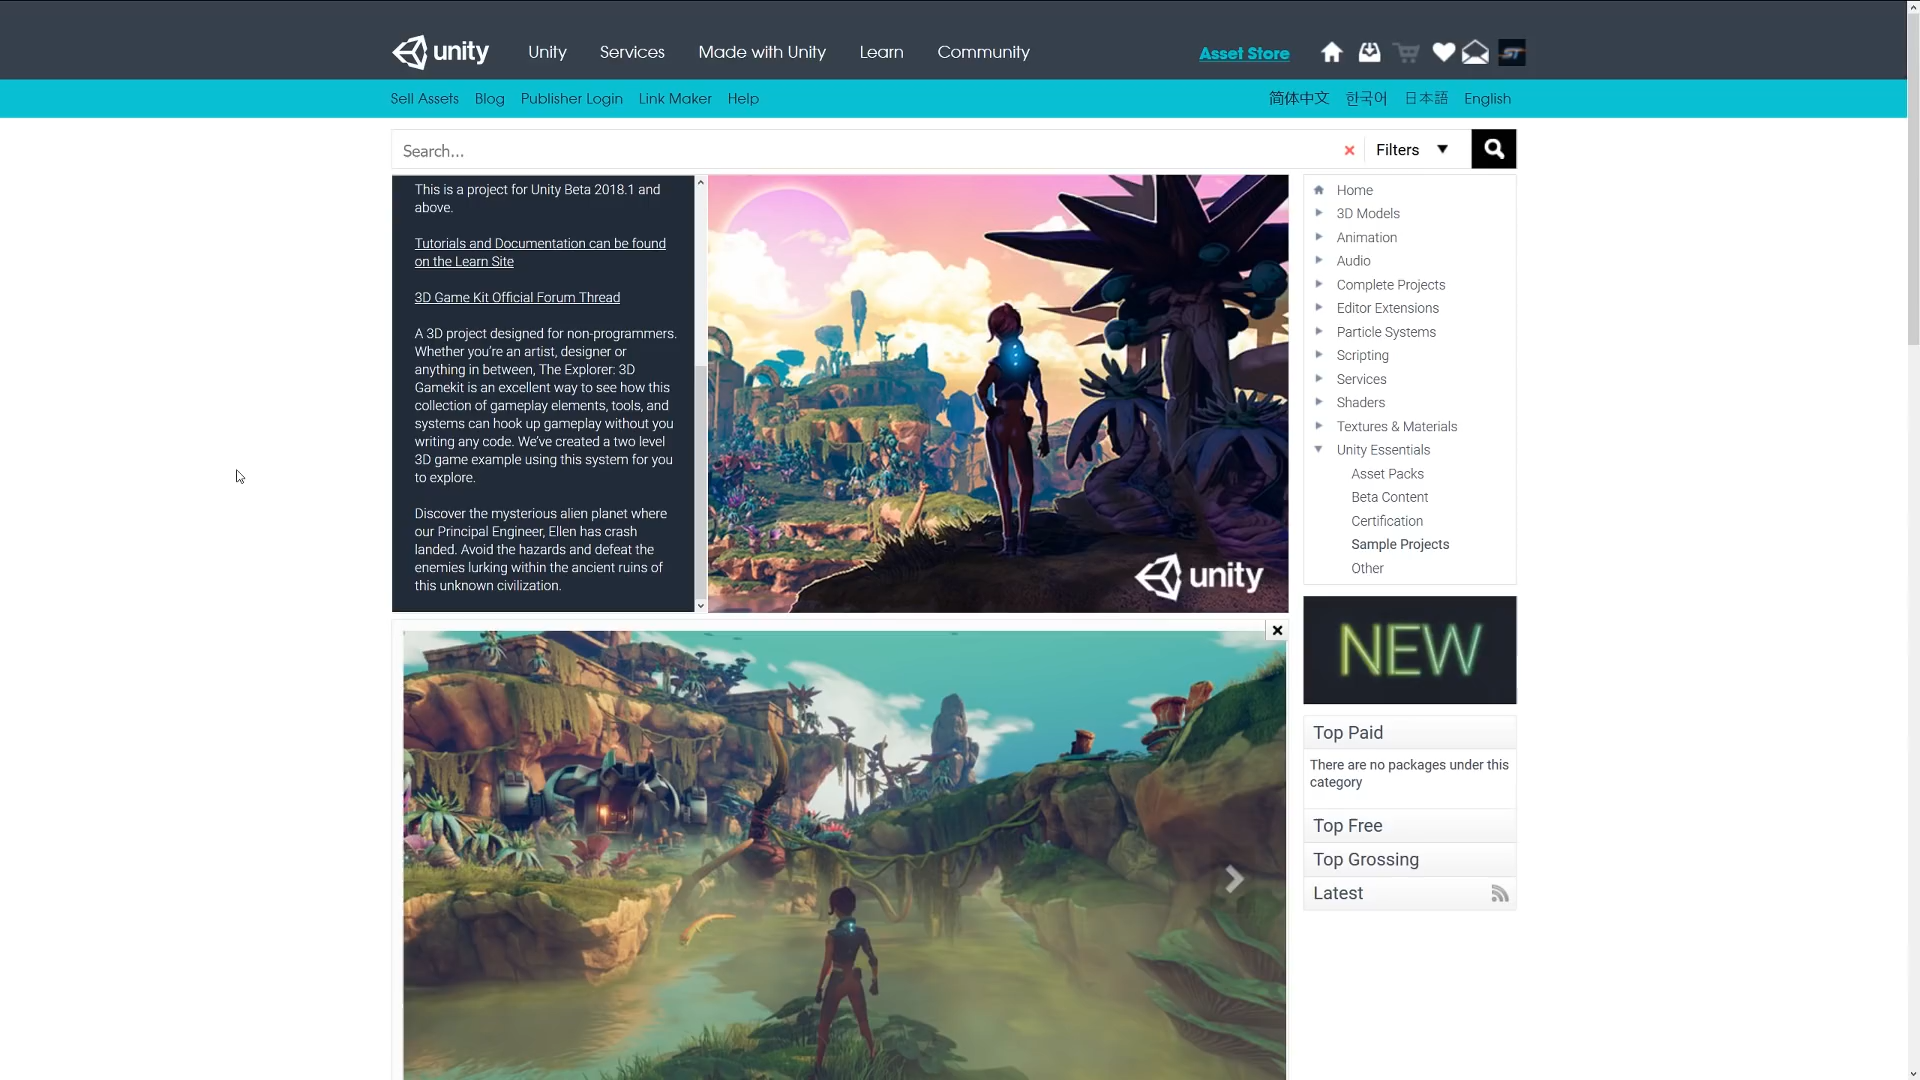 unity
Unity
Services
Made with Unity
Learn
Community
Asset Store
ST
Sell Assets
Blog
Publisher Login
Link Maker
Help
简体中文
한국어
日本語
English
Search...
Filters
This is a project for Unity Beta 2018.1 and
above.
Tutorials and Documentation can be found
on the Learn Site
3D Game Kit Official Forum Thread
A 3D project designed for non-programmers.
Whether you're an artist, designer or
anything in between, The Explorer: 3D
Gamekit is an excellent way to see how this
collection of gameplay elements, tools, and
systems can hook up gameplay without you
writing any code. We've created a two level
3D game example using this system for you
to explore.
Discover the mysterious alien planet where
our Principal Engineer, Ellen has crash
landed. Avoid the hazards and defeat the
enemies lurking within the ancient ruins of
this unknown civilization.
unity
Home
3D Models
Animation
Audio
Complete Projects
Editor Extensions
Particle Systems
Scripting
Services
Shaders
Textures & Materials
Unity Essentials
Asset Packs
Beta Content
Certification
Sample Projects
Other
NEW
Top Paid
There are no packages under this
category
Top Free
Top Grossing
Latest